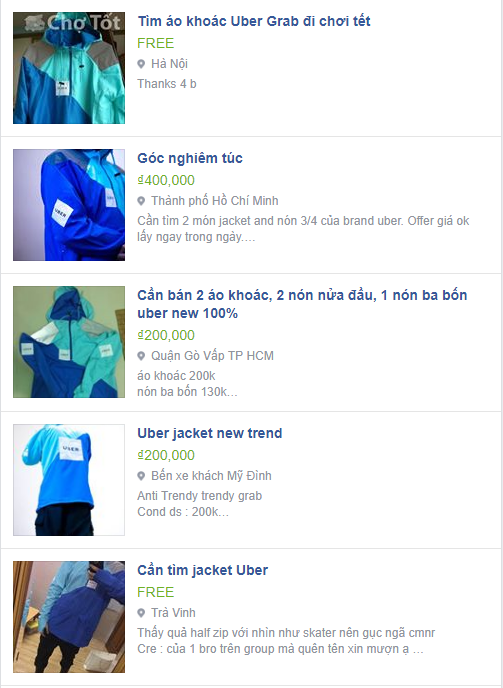 Chợ Tốt
Tìm áo khoác Uber Grab đi chơi tết
FREE
Hà Nội
Thanks 4 b
Góc nghiêm túc
₫400,000
Thành phố Hồ Chí Minh
Cần tìm 2 món jacket and nón 3/4 của brand uber. Offer giá ok
lấy ngay trong ngày....
UBER
Cần bán 2 áo khoác, 2 nón nửa đầu, 1 nón ba bốn
uber new 100%
₫200,000
Quận Gò Vấp TP HCM
áo khoác 200k
nón ba bốn 130k...
Uber jacket new trend
₫200,000
UBER
Bến xe khách Mỹ Đình
Anti Trendy trendy grab
Cond ds : 200k...
Cần tìm jacket Uber
FREE
Trà Vinh
Thấy quả half zip với nhìn như skater nên gục ngã cmnr
Cre : của 1 bro trên group mà quên tên xin mượn ạ ...